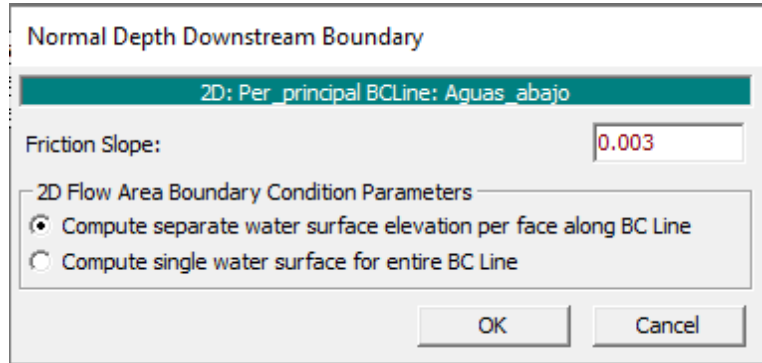 Normal Depth Downstream Boundary
2D: Per_principal BCLine: Aguas_abajo
Friction Slope: 0.003
2D Flow Area Boundary Condition Parameters
Compute separate water surface elevation per face along BC Line
Compute single water surface for entire BC Line
OK Cancel